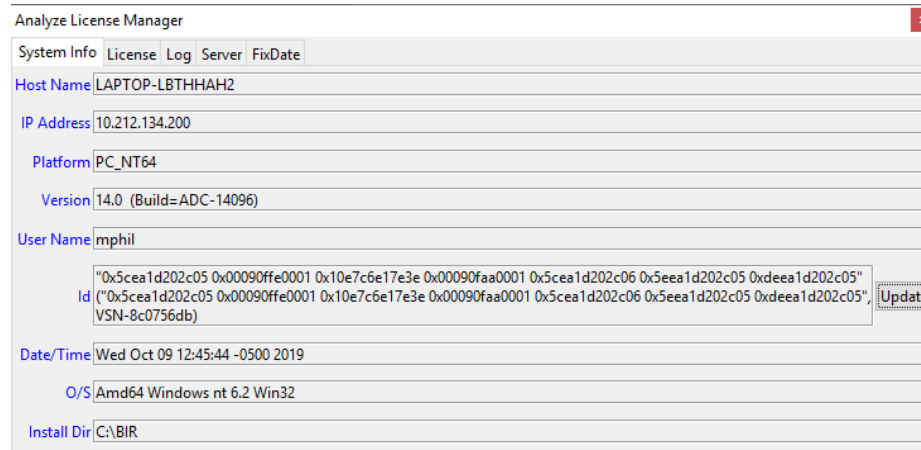 Analyze License Manager
System Info License Log Server FixDate
Host Name LAPTOP-LBTHHAH2
IP Address 10.212.134.200
Platform PC_NT64
Version 14.0 (Build=ADC-14096)
User Name mphil
"0x5cea1d202c05 0x00090ffe0001 0x10e7c6e17e3e 0x00090faa0001 0x5cea1d202c06 0x5eea1d202c05 0xdeea1d202c05"
Id ("0x5cea1d202c05 0x00090ffe0001 0x10e7c6e17e3e 0x00090faa0001 0x5cea1d202c06 0x5eea1d202c05 0xdeea1d202c05", Updat
VSN-8c0756db)
Date/Time Wed Oct 09 12:45:44 -0500 2019
O/S Amd64 Windows nt 6.2 Win32
Install Dir C:\BIR